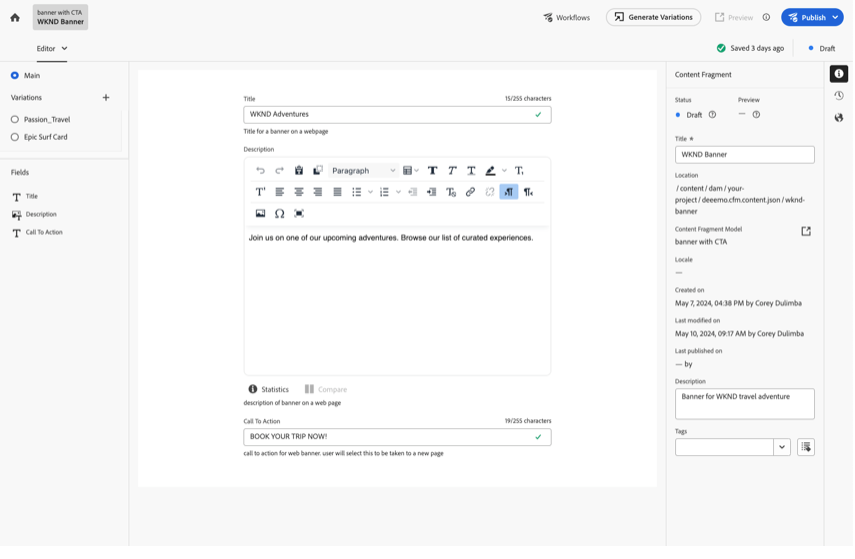 banner with CTA
WKND Banner
Workflows
Generate Variations
Preview
Publish
Editor
Saved 3 days ago
Draft
Main
Variations
Passion_Travel
Epic Surf Card
Fields
Title
Description
Call To Action
Title
15/255 characters
WKND Adventures
Title for a banner on a webpage
Description
Paragraph
Join us on one of our upcoming adventures. Browse our list of curated experiences.
Statistics
Compare
description of banner on a web page
Call To Action
19/255 characters
BOOK YOUR TRIP NOW!
call to action for web banner. user will select this to be taken to a new page
Content Fragment
Status
Preview
Draft
—
Title *
WKND Banner
Location
/ content / dam / your-
project / deeemo.cfm.content.json / wknd-
banner
Content Fragment Model
banner with CTA
Locale
—
Created on
May 7, 2024, 04:38 PM by Corey Dulimba
Last modified on
May 10, 2024, 09:17 AM by Corey Dulimba
Last published on
— by
Description
Banner for WKND travel adventure
Tags